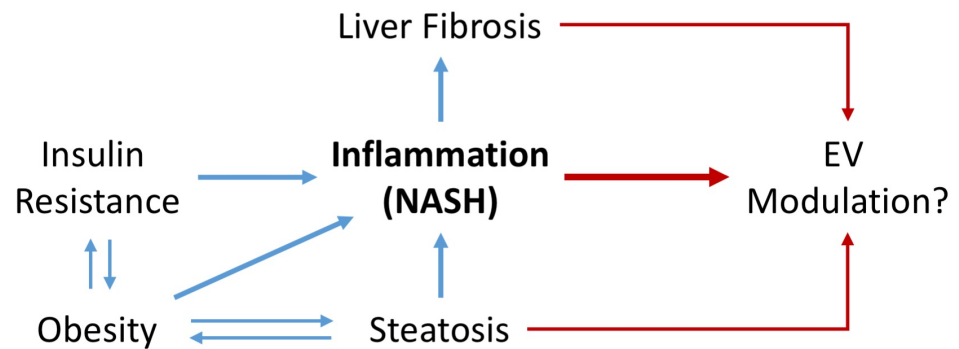 Liver Fibrosis
Insulin
Resistance
Inflammation
(NASH)
EV
Modulation?
Obesity
Steatosis